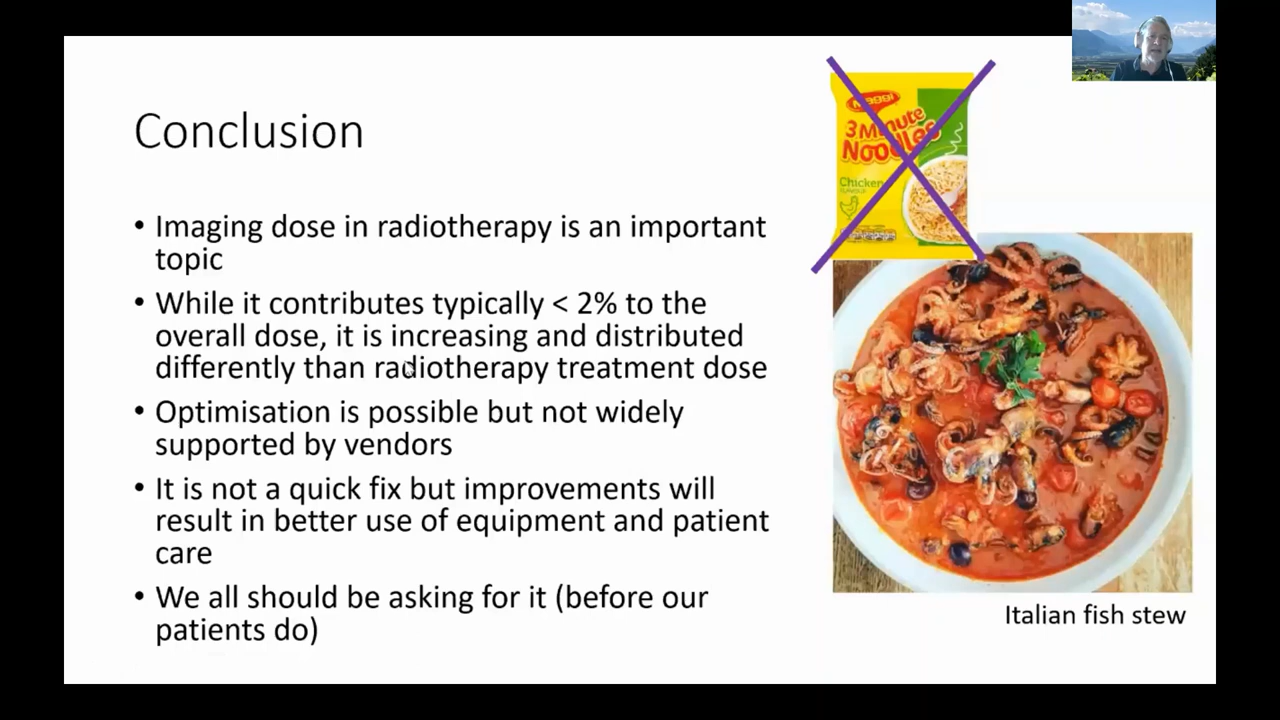 Conclusion
• Imaging dose in radiotherapy is an important
topic
• While it contributes typically < 2% to the
overall dose, it is increasing and distributed
differently than radiotherapy treatment dose
• Optimisation is possible but not widely
supported by vendors
• It is not a quick fix but improvements will
result in better use of equipment and patient
care
• We all should be asking for it (before our
patients do)
Maggi
3 Minute
Noodles
Chicken
Italian fish stew